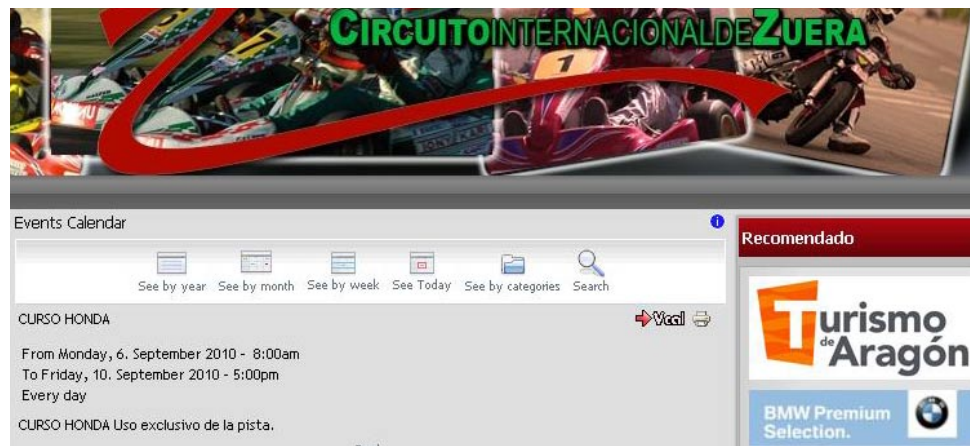 CIRCUITOINTERNACIONALDEZUERA
Events Calendar
Recomendado
See by year See by month See by week See Today See by categories Search
CURSO HONDA
Vcal
Turismo
de Aragón
From Monday, 6. September 2010 - 8:00am
To Friday, 10. September 2010 - 5:00pm
Every day
CURSO HONDA Uso exclusivo de la pista.
BMW Premium
Selection.